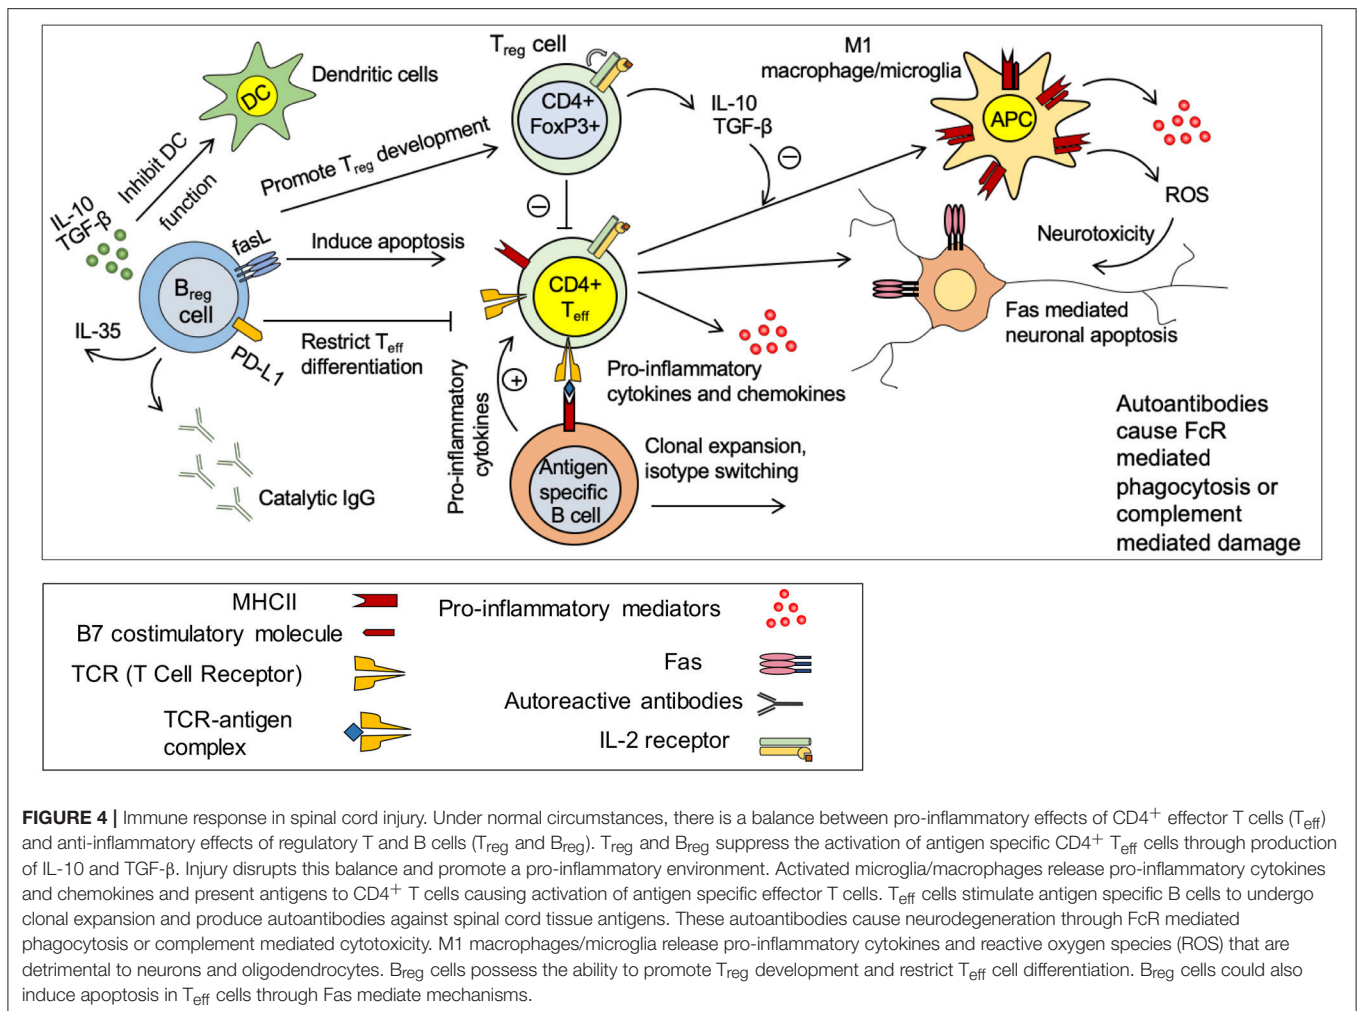 Treg cell
M1
macrophage/microglia
DC
Dendritic cells
CD4+
FoxP3+
IL-10
TGF-β
APC
Inhibit DC
function
Promote Treg development
ROS
IL-10
TGF-β
fasL
Induce apoptosis
Neurotoxicity
Breg
cell
CD4+
Teff
Fas mediated
neuronal apoptosis
IL-35
PD-L1
Restrict Teff
differentiation
Pro-inflammatory
cytokines
+
Pro-inflammatory
cytokines and chemokines
Antigen
specific
B cell
Clonal expansion,
isotype switching
Catalytic IgG
Autoantibodies
cause FcR
mediated
phagocytosis or
complement
mediated damage
MHCII
B7 costimulatory molecule
TCR (T Cell Receptor)
TCR-antigen
complex
Pro-inflammatory mediators
Fas
Autoreactive antibodies
IL-2 receptor
FIGURE 4 | Immune response in spinal cord injury. Under normal circumstances, there is a balance between pro-inflammatory effects of CD4+ effector T cells (Teff)
and anti-inflammatory effects of regulatory T and B cells (Treg and Breg). Treg and Breg suppress the activation of antigen specific CD4+ Teff cells through production
of IL-10 and TGF-β. Injury disrupts this balance and promote a pro-inflammatory environment. Activated microglia/macrophages release pro-inflammatory cytokines
and chemokines and present antigens to CD4+ T cells causing activation of antigen specific effector T cells. Teff cells stimulate antigen specific B cells to undergo
clonal expansion and produce autoantibodies against spinal cord tissue antigens. These autoantibodies cause neurodegeneration through FcR mediated
phagocytosis or complement mediated cytotoxicity. M1 macrophages/microglia release pro-inflammatory cytokines and reactive oxygen species (ROS) that are
detrimental to neurons and oligodendrocytes. Breg cells possess the ability to promote Treg development and restrict Teff cell differentiation. Breg cells could also
induce apoptosis in Teff cells through Fas mediate mechanisms.